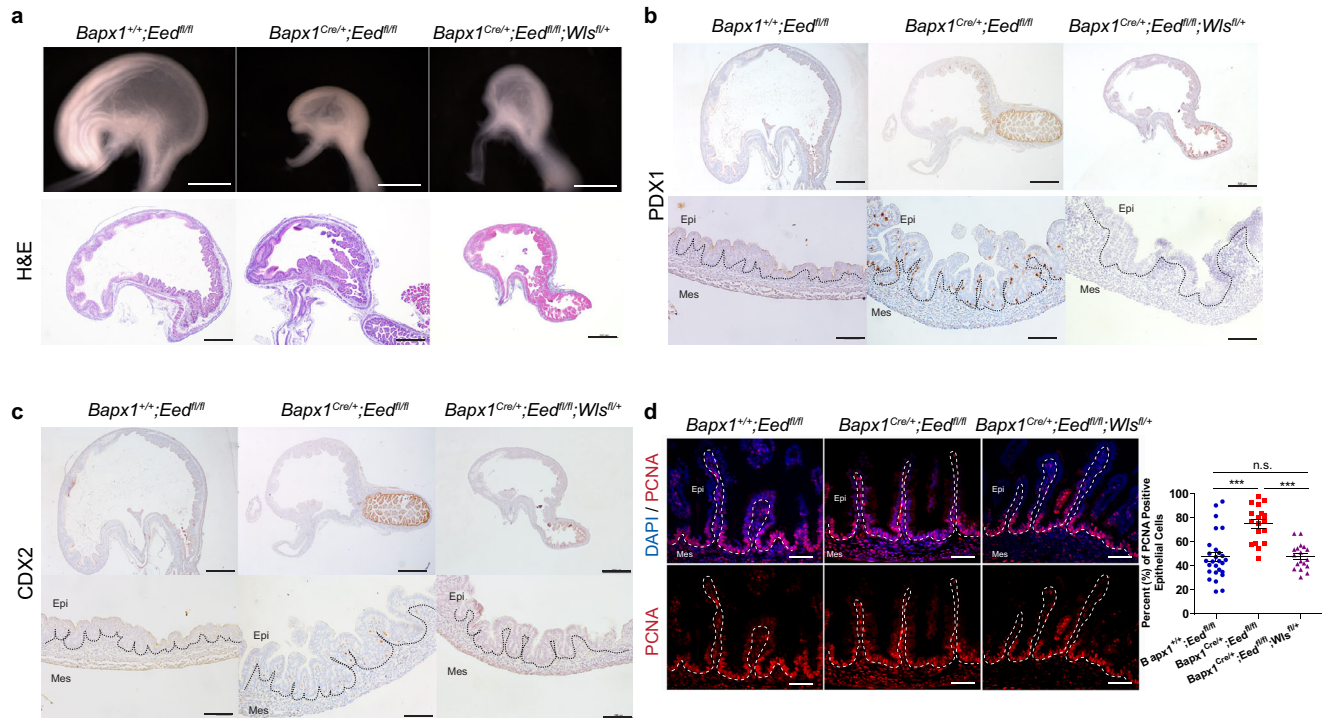 a
Bapx1+/+;Eedfl/fl
Bapx1Cre/+;Eedfl/fl
Bapx1Cre/+;Eedfl/fl;Wlsfl/+
H&E
b
Bapx1+/+;Eedfl/fl
Bapx1Cre/+;Eedfl/fl
Bapx1Cre/+;Eedfl/fl;Wlsfl/+
PDX1
Epi
Mes
Epi
Mes
Epi
Mes
c
Bapx1+/+;Eedfl/fl
Bapx1Cre/+;Eedfl/fl
Bapx1Cre/+;Eedfl/fl;Wlsfl/+
CDX2
Epi
Mes
Epi
Mes
Epi
Mes
d
Bapx1+/+;Eedfl/fl
Bapx1Cre/+;Eedfl/fl
Bapx1Cre/+;Eedfl/fl;Wlsfl/+
DAPI / PCNA
Epi
Mes
Epi
Mes
Epi
Mes
PCNA
n.s.
***
***
Percent (%) of PCNA Positive
Epithelial Cells
100
80
60
40
20
0
Bapx1+/+;Eedfl/fl
Bapx1Cre/+;Eedfl/fl
Bapx1Cre/+;Eedfl/fl;Wlsfl/+